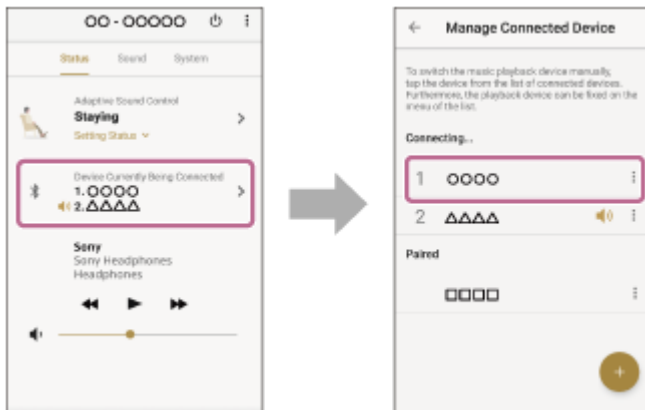 OO - OOOOO
Status Sound System
Adaptive Sound Control
Staying
Setting Status
Device Currently Being Connected
1.OOOO
2.△△△△
Sony
Sony Headphones
Headphones
Manage Connected Device
To switch the music playback device manually,
tap the device from the list of connected devices.
Furthermore, the playback device can be fixed on the
menu of the list.
Connecting...
1 OOOO
2 △△△△
Paired
□□□□